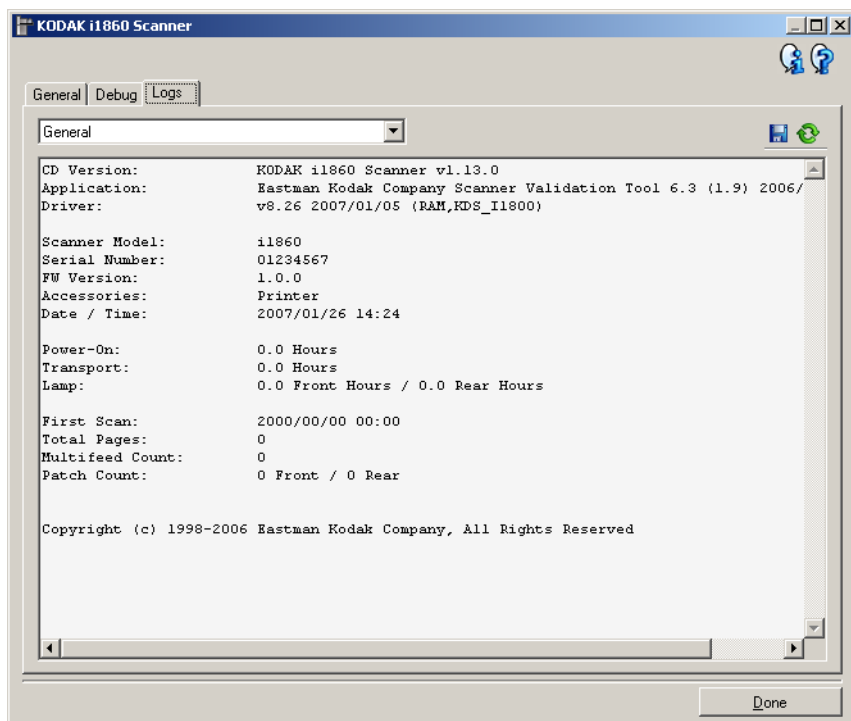 KODAK i1860 Scanner
General Debug Logs
General
CD Version: KODAK i1860 Scanner v1.13.0
Application: Eastman Kodak Company Scanner Validation Tool 6.3 (1.9) 2006/
Driver: v8.26 2007/01/05 (RAM,KDS_I1800)
Scanner Model: i1860
Serial Number: 01234567
FW Version: 1.0.0
Accessories: Printer
Date / Time: 2007/01/26 14:24
Power-On: 0.0 Hours
Transport: 0.0 Hours
Lamp: 0.0 Front Hours / 0.0 Rear Hours
First Scan: 2000/00/00 00:00
Total Pages: 0
Multifeed Count: 0
Patch Count: 0 Front / 0 Rear
Copyright (c) 1998-2006 Eastman Kodak Company, All Rights Reserved
Done